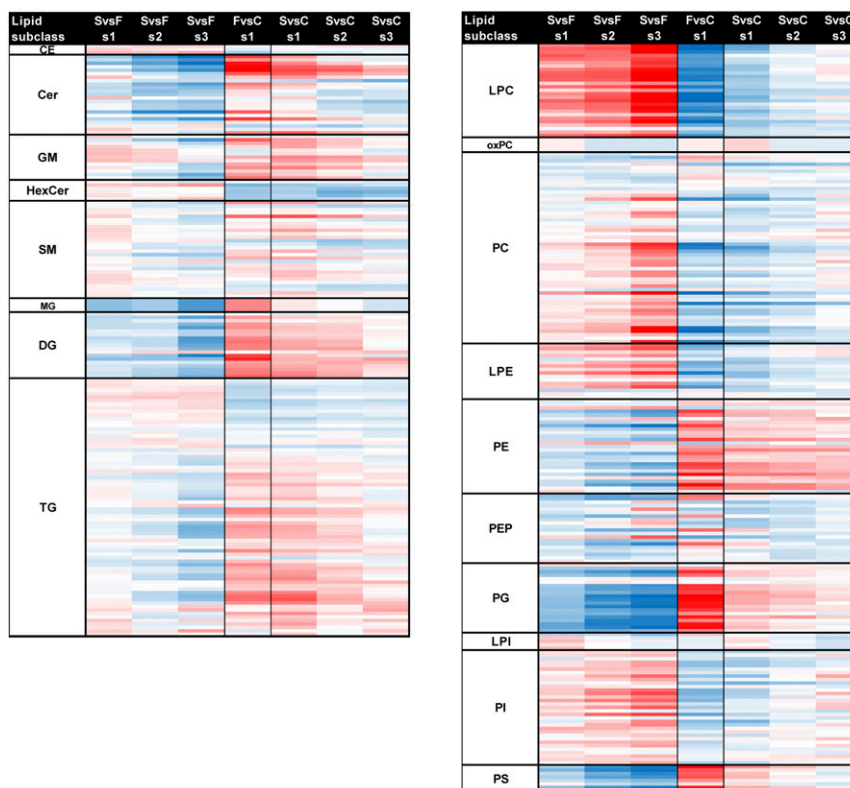 Lipid SvsF SvsF SvsF FvsC SvsC SvsC SvsC
subclass s1 s2 s3 s1 s1 s2 s3
CE
Cer
GM
HexCer
SM
MG
DG
TG
Lipid SvsF SvsF SvsF FvsC SvsC SvsC SvsC
subclass s1 s2 s3 s1 s1 s2 s3
LPC
oxPC
PC
LPE
PE
PEP
PG
LPI
PI
PS